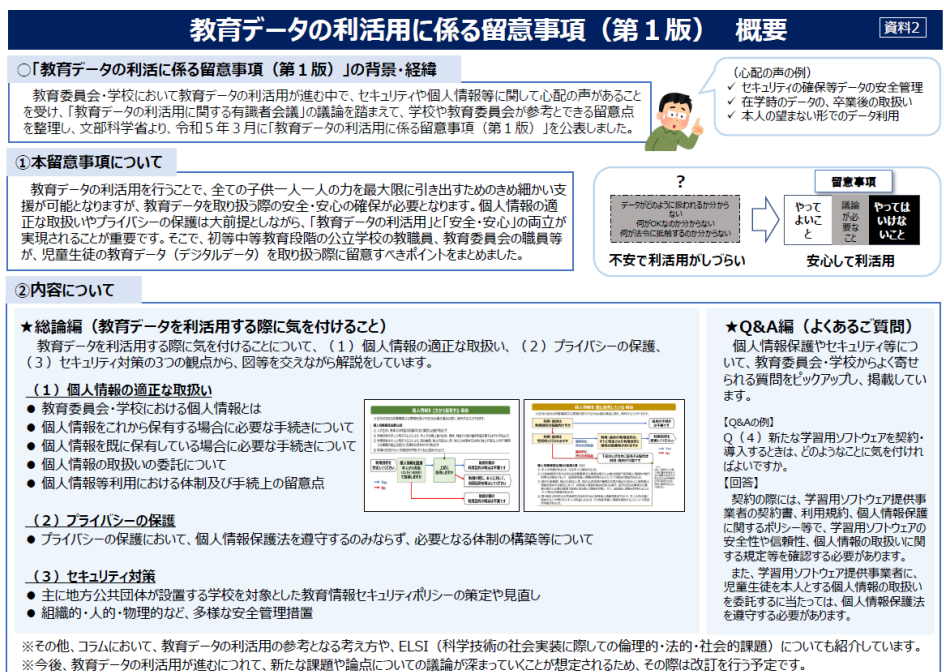 教育データの利活用に係る留意事項（第１版） 概要
資料2
○「教育データの利活に係る留意事項（第１版）」の背景・経緯
教育委員会・学校において教育データの利活用が進む中で、セキュリティや個人情報等に関して心配の声があること
を受け、「教育データの利活用に関する有識者会議」の議論を踏まえて、学校や教育委員会が参考とできる留意点
を整理し、文部科学省より、令和５年３月に「教育データの利活用に係る留意事項（第１版）」を公表しました。
（心配の声の例）
✓ セキュリティの確保等データの安全管理
✓ 在学時のデータの、卒業後の取扱い
✓ 本人の望まない形でのデータ利用
①本留意事項について
教育データの利活用を行うことで、全ての子供一人一人の力を最大限に引き出すためのきめ細かい支
援が可能となりますが、教育データを取り扱う際の安全・安心の確保が必要となります。個人情報の適
正な取扱いやプライバシーの保護は大前提としながら、「教育データの利活用」と「安全・安心」の両立が
実現されることが重要です。そこで、初等中等教育段階の公立学校の教職員、教育委員会の職員等
が、児童生徒の教育データ（デジタルデータ）を取り扱う際に留意すべきポイントをまとめました。
？
データがどのように扱われるか分から
ない
何がOKなのか分からない
何が法令に抵触するのか分からない
不安で利活用がしづらい
留意事項
やって
よいこ
と
議論
が必
要な
こと
やっては
いけな
いこと
安心して利活用
②内容について
★総論編（教育データを利活用する際に気を付けること）
教育データを利活用する際に気を付けることについて、（１）個人情報の適正な取扱い、（２）プライバシーの保護、
（３）セキュリティ対策の3つの観点から、図等を交えながら解説をしています。
（１）個人情報の適正な取扱い
● 教育委員会・学校における個人情報とは
● 個人情報をこれから保有する場合に必要な手続きについて
● 個人情報を既に保有している場合に必要な手続きについて
● 個人情報の取扱いの委託について
● 個人情報等利用における体制及び手続上の留意点
（２）プライバシーの保護
● プライバシーの保護において、個人情報保護法を遵守するのみならず、必要となる体制の構築等について
（３）セキュリティ対策
● 主に地方公共団体が設置する学校を対象とした教育情報セキュリティポリシーの策定や見直し
● 組織的・人的・物理的など、多様な安全管理措置
★Q&A編（よくあるご質問）
個人情報保護やセキュリティ等につ
いて、教育委員会・学校からよく寄せ
られる質問をピックアップし、掲載してい
ます。
【Q&Aの例】
Q（４）新たな学習用ソフトウェアを契約・
導入するときは、どのようなことに気を付けれ
ばよいですか。
【回答】
契約の際には、学習用ソフトウェア提供事
業者の契約書、利用規約、個人情報保護
に関するポリシー等で、学習用ソフトウェアの
安全性や信頼性、個人情報の取扱いに関
する規定等を確認する必要があります。
また、学習用ソフトウェア提供事業者に、
児童生徒を本人とする個人情報の取扱い
を委託するに当たっては、個人情報保護法
を遵守する必要があります。
※その他、コラムにおいて、教育データの利活用の参考となる考え方や、ELSI（科学技術の社会実装に際しての倫理的・法的・社会的課題）についても紹介しています。
※今後、教育データの利活用が進むにつれて、新たな課題や論点についての議論が深まっていくことが想定されるため、その際は改訂を行う予定です。